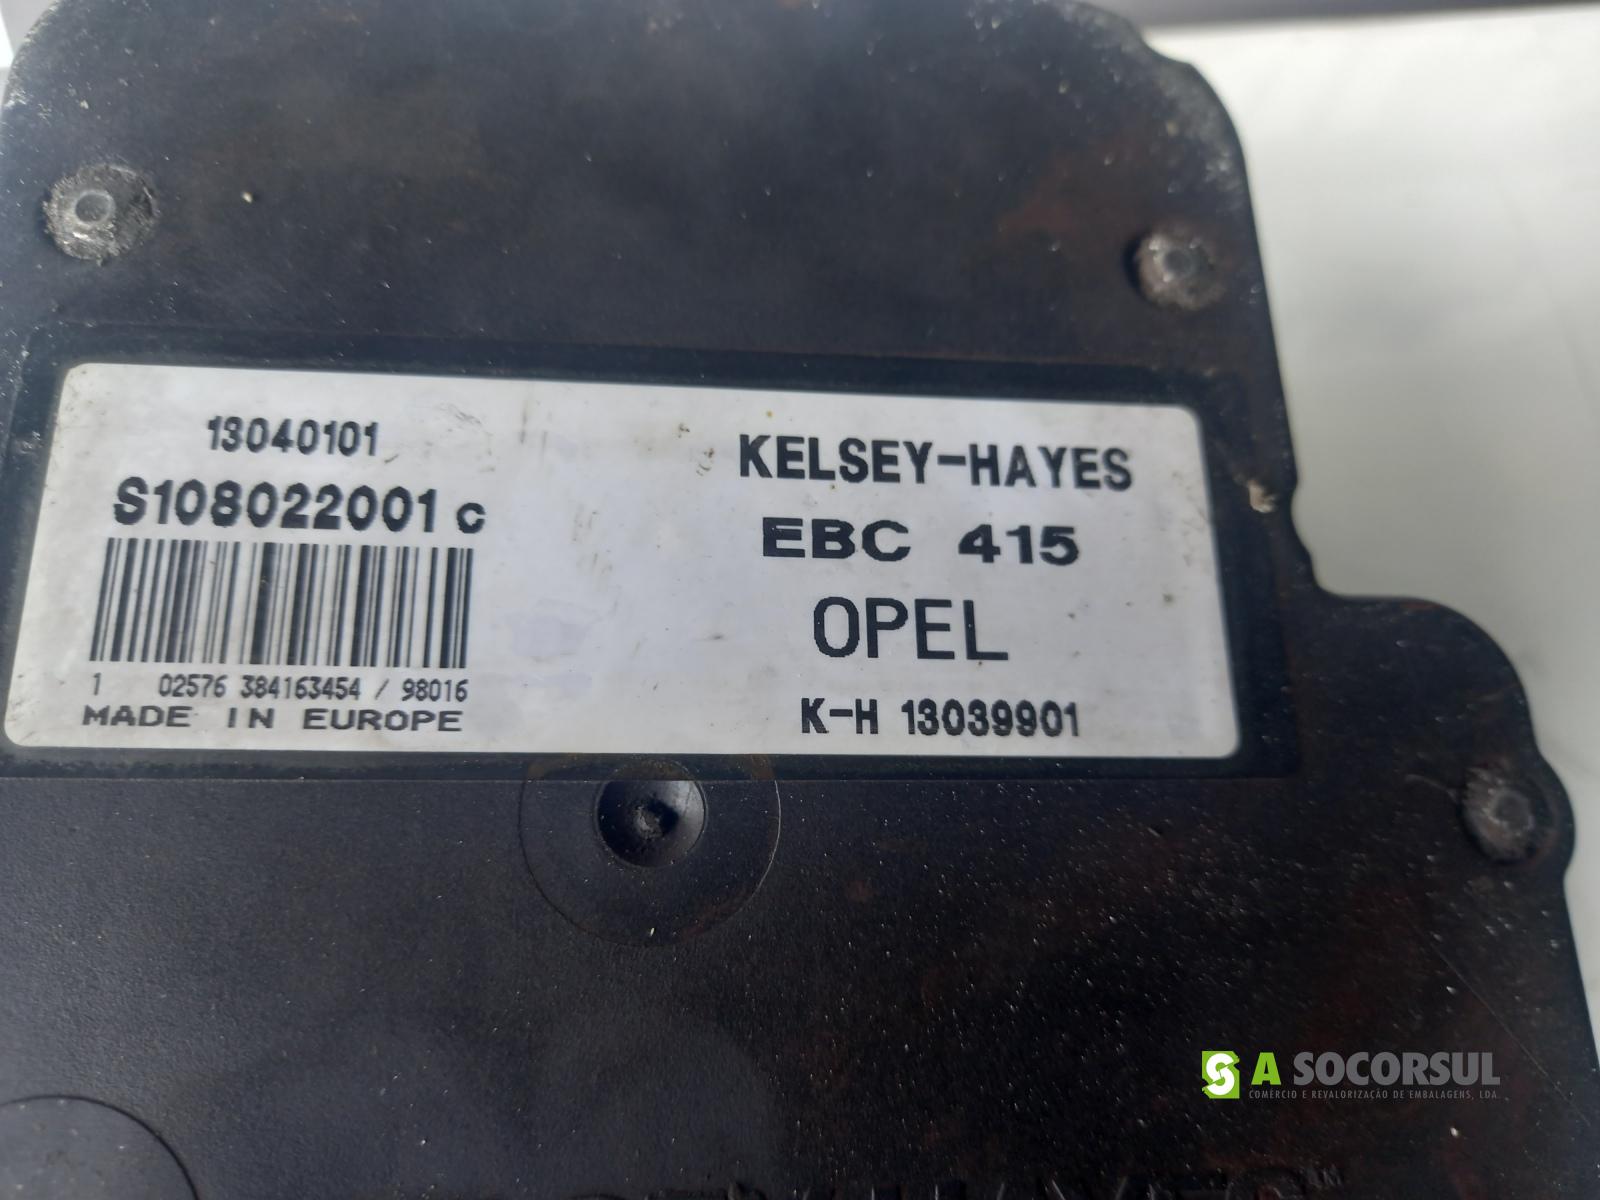 13040101
S108022001 c
1 02576 384163454 / 98016
MADE IN EUROPE
KELSEY-HAYES
EBC 415
OPEL
K-H 13039901
A SOCORSUL
COMÉRCIO E REVALORIZAÇÃO DE EMBALAGENS, LDA.